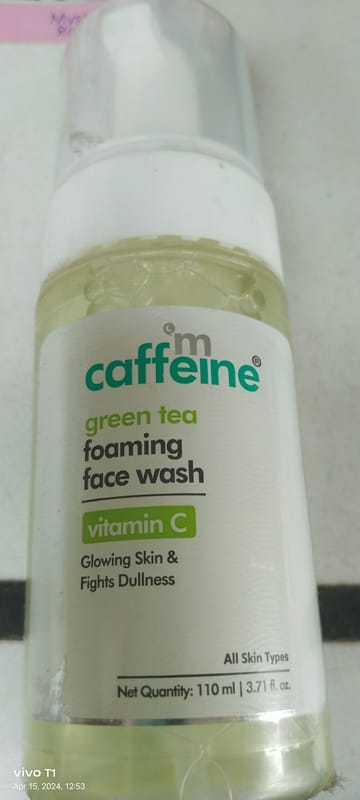 m
caffeine®
green tea
foaming
face wash
vitamin C
Glowing Skin &
Fights Dullness
All Skin Types
Net Quantity: 110 ml | 3.71 fl. oz.
vivo T1
Apr 15, 2024, 12:53